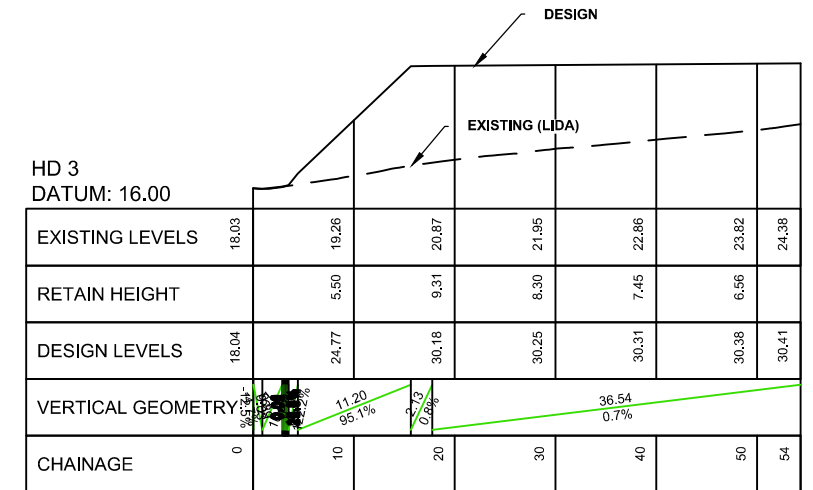 DESIGN
EXISTING (LIDA)
HD 3
DATUM: 16.00
EXISTING LEVELS 18.03 19.26 20.87 21.95 22.86 23.82 24.38
RETAIN HEIGHT 5.50 9.31 8.30 7.45 6.56
DESIGN LEVELS 18.04 24.77 30.18 30.25 30.31 30.38 30.41
VERTICAL GEOMETRY 11.20 95.1% 2.73 0.8% 36.54 0.7%
CHAINAGE 0 10 20 30 40 50 54